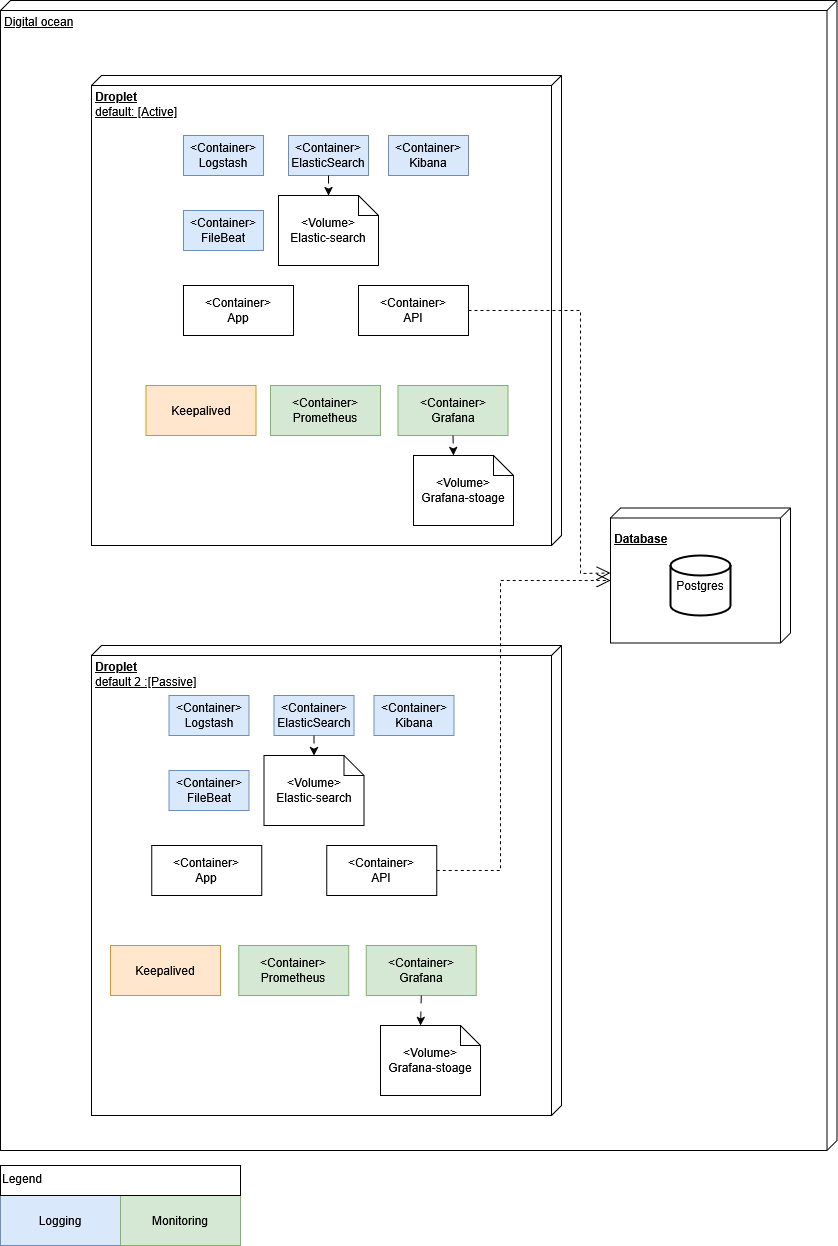 Digital ocean
Droplet
default: [Active]
<Container>
Logstash
<Container>
ElasticSearch
<Container>
Kibana
<Container>
FileBeat
<Volume>
Elastic-search
<Container>
App
<Container>
API
Keepalived
<Container>
Prometheus
<Container>
Grafana
<Volume>
Grafana-stoage
Database
Postgres
Droplet
default 2 :[Passive]
<Container>
Logstash
<Container>
ElasticSearch
<Container>
Kibana
<Container>
FileBeat
<Volume>
Elastic-search
<Container>
App
<Container>
API
Keepalived
<Container>
Prometheus
<Container>
Grafana
<Volume>
Grafana-stoage
Legend
Logging
Monitoring